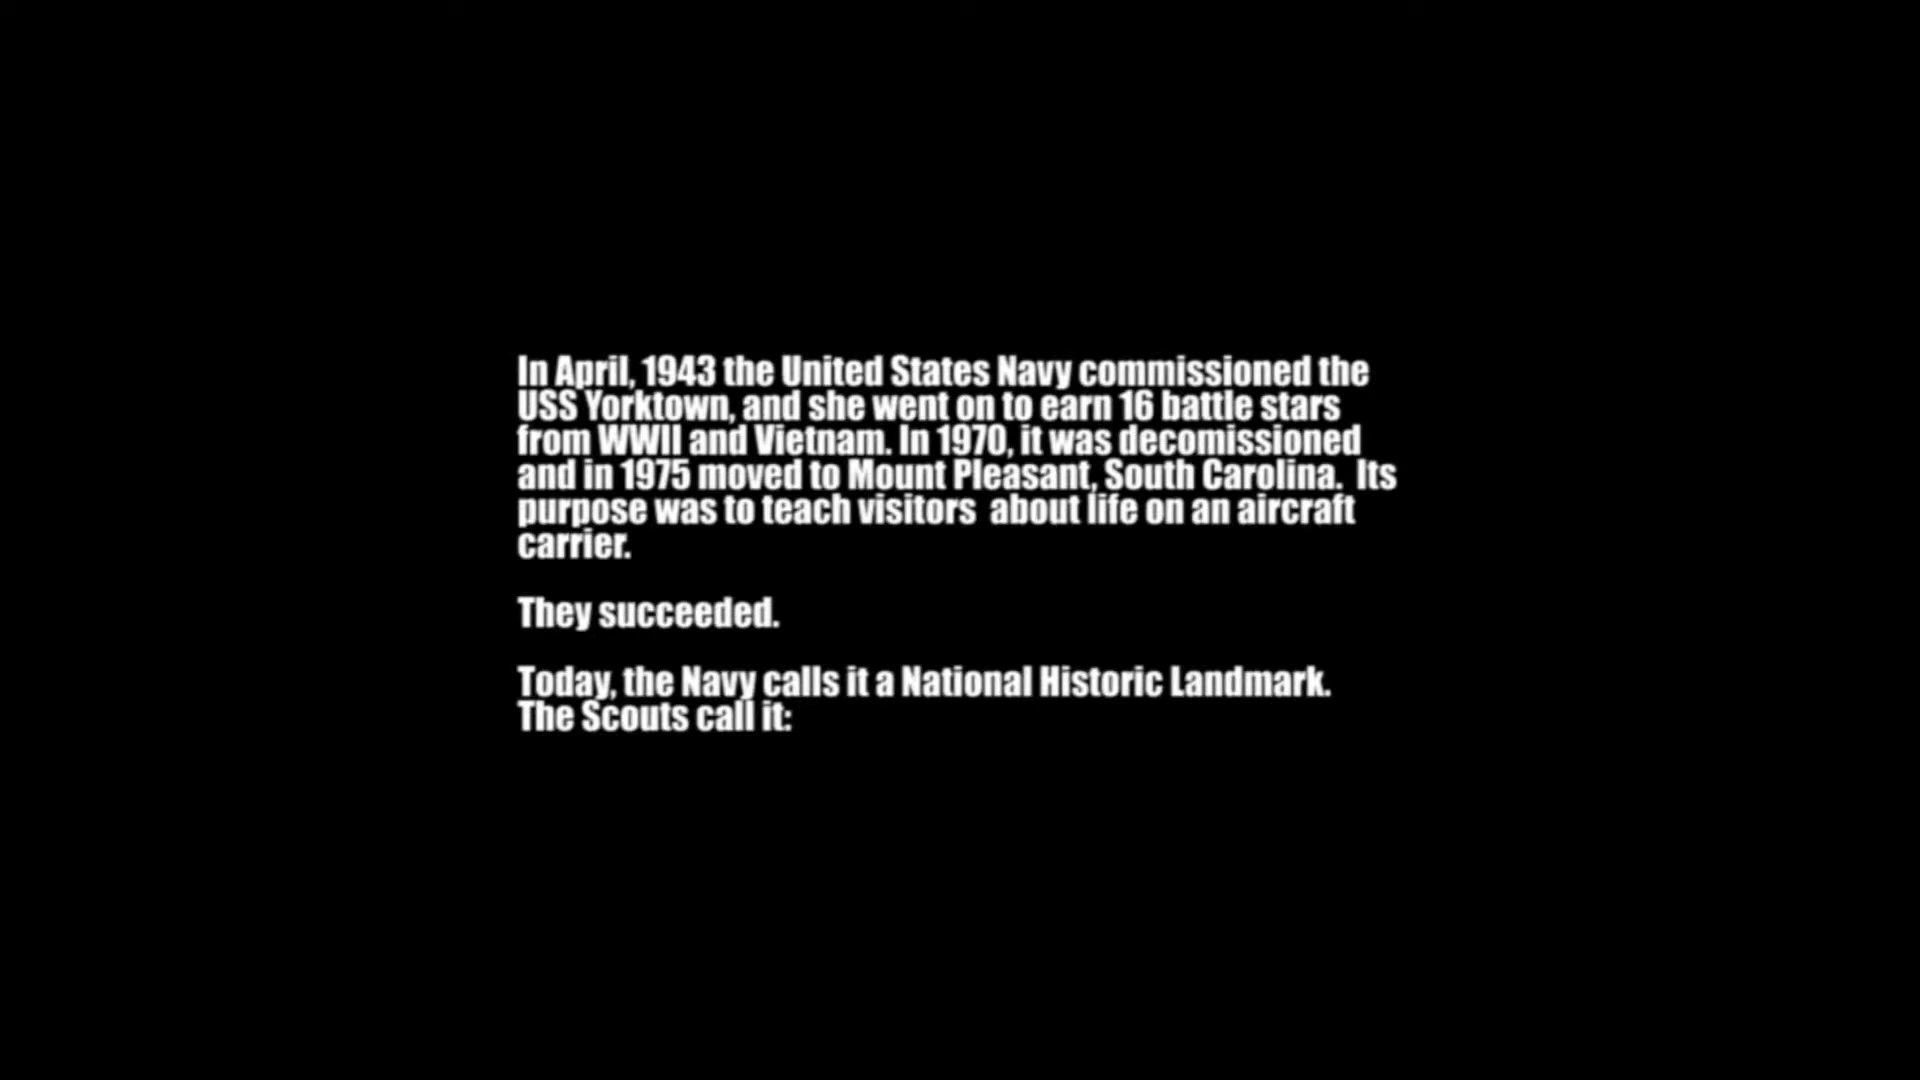 In April, 1943 the United States Navy commissioned the
USS Yorktown, and she went on to earn 16 battle stars
from WWII and Vietnam. In 1970, it was decomissioned
and in 1975 moved to Mount Pleasant, South Carolina.  Its
purpose was to teach visitors  about life on an aircraft
carrier.
They succeeded.
Today, the Navy calls it a National Historic Landmark.
The Scouts call it: